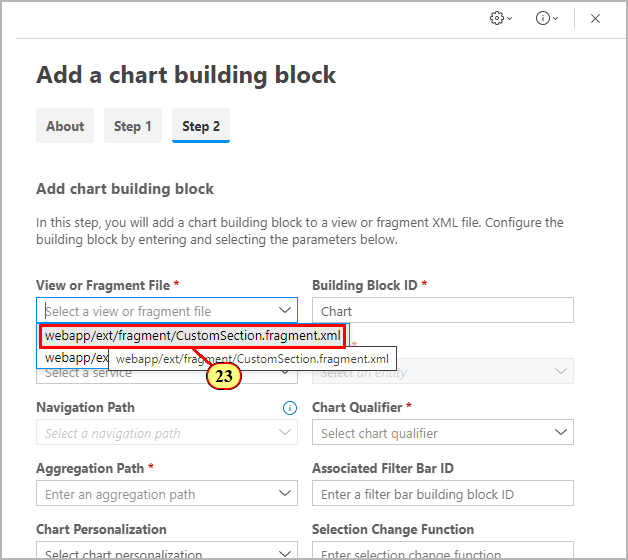 Add a chart building block
About Step 1 Step 2
Add chart building block
In this step, you will add a chart building block to a view or fragment XML file. Configure the
building block by entering and selecting the parameters below.
View or Fragment File * Building Block ID *
Select a view or fragment file Chart
webapp/ext/fragment/CustomSection.fragment.xml
webapp/ex webapp/ext/fragment/CustomSection.fragment.xml *
Select a service Select an entity
23
Navigation Path Chart Qualifier *
Select a navigation path Select chart qualifier
Aggregation Path * Associated Filter Bar ID
Enter an aggregation path Enter a filter bar building block ID
Chart Personalization Selection Change Function
Select chart personalization Enter selection change function